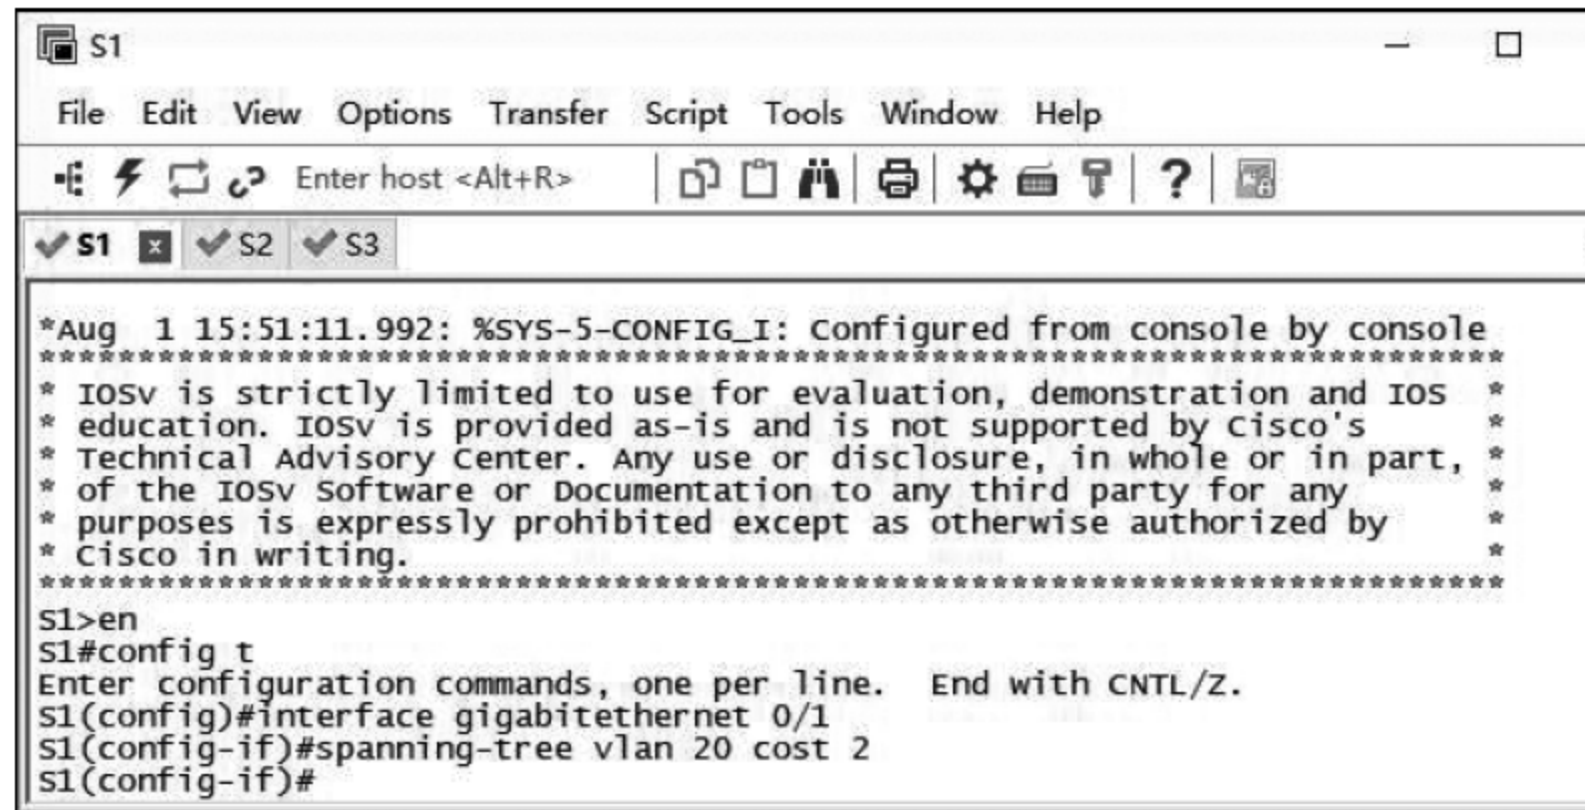 S1
File Edit View Options Transfer Script Tools Window Help
Enter host <Alt+R>
S1 S2 S3
*Aug  1 15:51:11.992: %SYS-5-CONFIG_I: Configured from console by console
**************************************************************************
* IOSv is strictly limited to use for evaluation, demonstration and IOS  *
* education. IOSv is provided as-is and is not supported by Cisco's      *
* Technical Advisory Center. Any use or disclosure, in whole or in part, *
* of the IOSv Software or Documentation to any third party for any       *
* purposes is expressly prohibited except as otherwise authorized by     *
* Cisco in writing.                                                      *
**************************************************************************
S1>en
S1#config t
Enter configuration commands, one per line.  End with CNTL/Z.
S1(config)#interface gigabitethernet 0/1
S1(config-if)#spanning-tree vlan 20 cost 2
S1(config-if)#